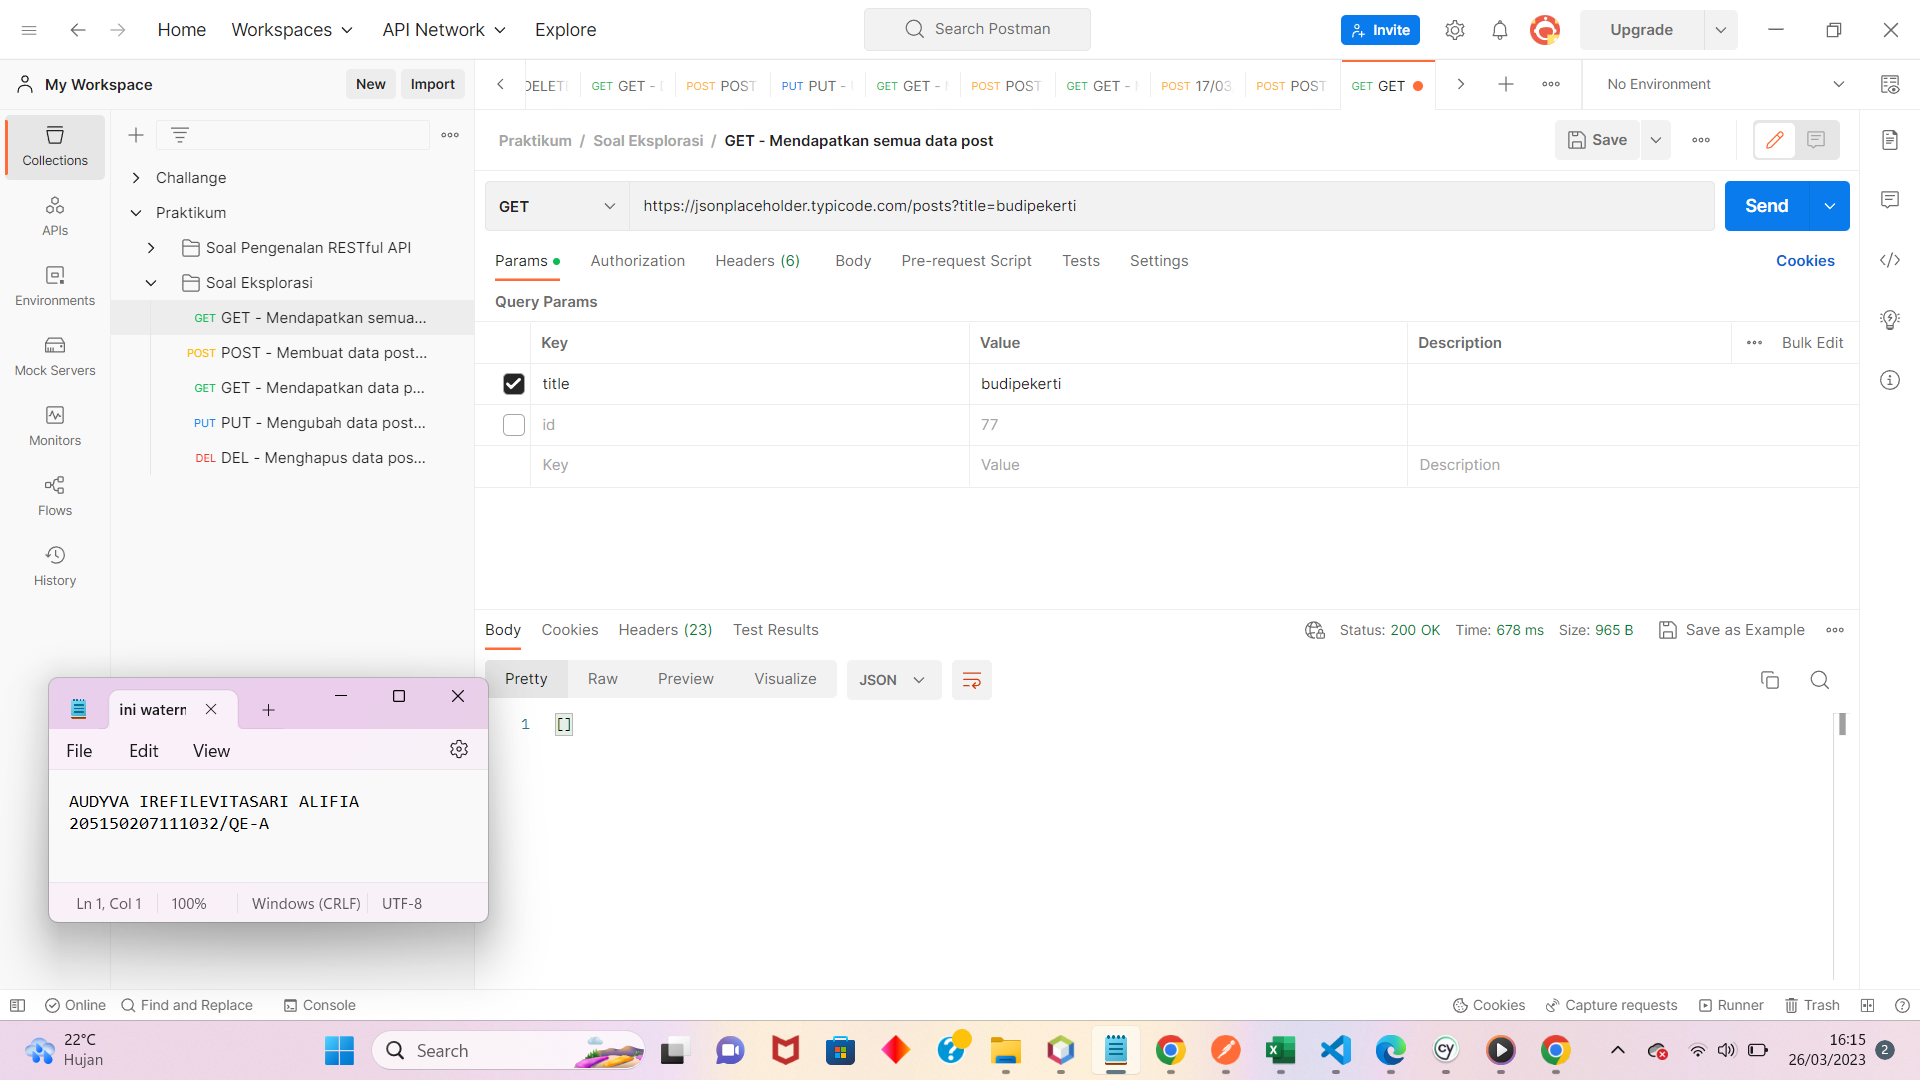 Home Workspaces API Network Explore Search Postman Invite Upgrade
My Workspace New Import DELETE GET GET - POST POST PUT PUT - GET GET - POST POST GET GET - POST 17/03 POST POST GET GET No Environment
Collections
APIs
Environments
Mock Servers
Monitors
Flows
History
Challange
Praktikum
Soal Pengenalan RESTful API
Soal Eksplorasi
GET GET - Mendapatkan semua...
POST POST - Membuat data post...
GET GET - Mendapatkan data p...
PUT PUT - Mengubah data post...
DEL DEL - Menghapus data pos...
Praktikum / Soal Eksplorasi / GET - Mendapatkan semua data post Save
GET https://jsonplaceholder.typicode.com/posts?title=budipekerti Send
Params Authorization Headers (6) Body Pre-request Script Tests Settings Cookies
Query Params
Key Value Description Bulk Edit
title budipekerti
id 77
Key Value Description
Body Cookies Headers (23) Test Results Status: 200 OK Time: 678 ms Size: 965 B Save as Example
Pretty Raw Preview Visualize JSON
1 []
ini watern
File Edit View
AUDYVA IREFILEVITASARI ALIFIA
205150207111032/QE-A
Ln 1, Col 1 100% Windows (CRLF) UTF-8
Online Find and Replace Console Cookies Capture requests Runner Trash
22°C
Hujan
Search
CY
16:15
26/03/2023 2